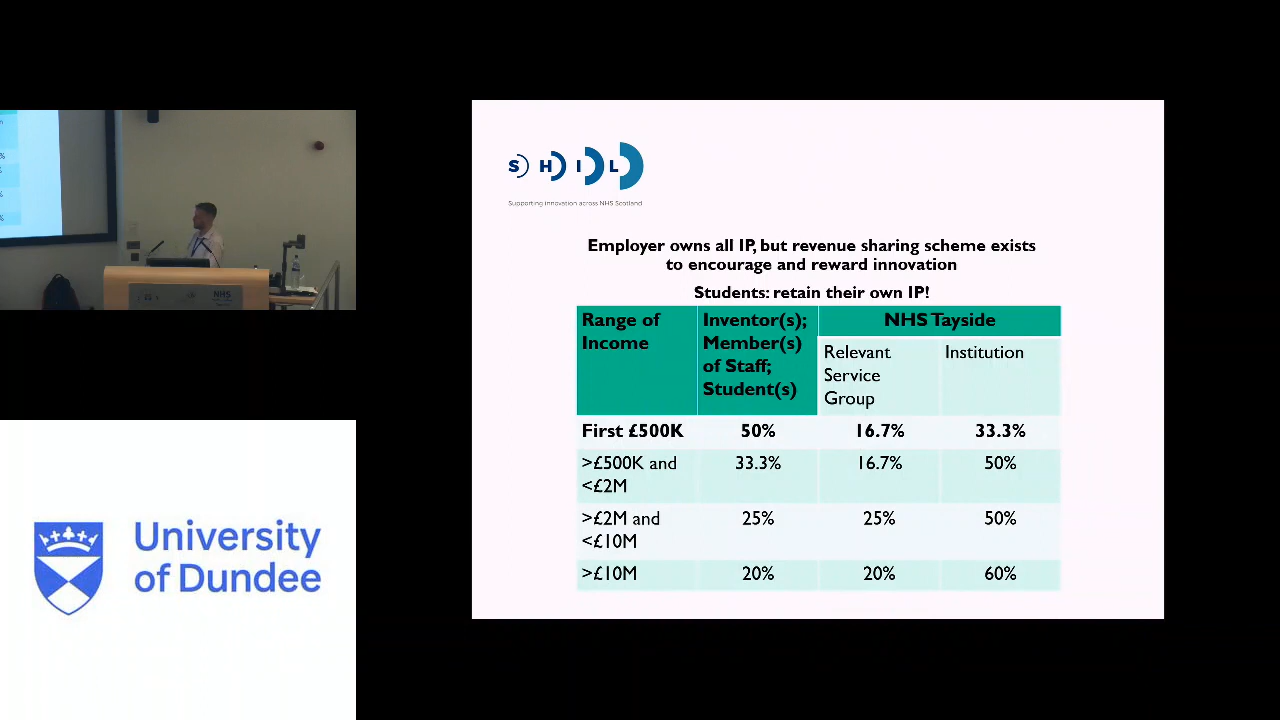 S H I L
Supporting innovation across NHS Scotland.
Employer owns all IP, but revenue sharing scheme exists
to encourage and reward innovation
Students: retain their own IP!
Range of
Income
Inventor(s);
Member(s)
of Staff;
Student(s)
NHS Tayside
Relevant
Service
Group
Institution
First £500K 50% 16.7% 33.3%
>£500K and
<£2M
33.3% 16.7% 50%
>£2M and
<£10M
25% 25% 50%
>£10M 20% 20% 60%
NHS
University
of Dundee